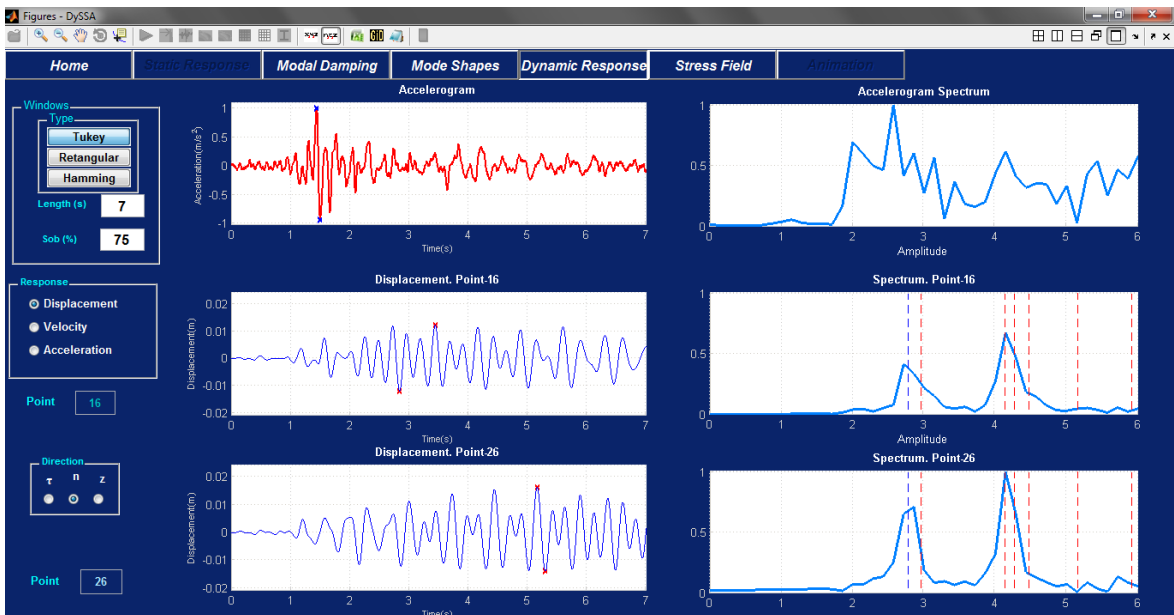 Figures - DySSA
Home Static Response Modal Damping Mode Shapes Dynamic Response Stress Field Animation
Windows
Type
Tukey
Retangular
Hamming
Length (s) 7
Sob (%) 75
Response
Displacement
Velocity
Acceleration
Point 16
Direction
τ n z
Point 26
Accelerogram
Acceleration(m/s²)
1
0.5
0
-0.5
-1
0 1 2 3 4 5 6 7
Time(s)
Accelerogram Spectrum
1
0.5
0
0 1 2 3 4 5 6
Amplitude
Displacement. Point-16
Displacement(m)
0.02
0.01
0
-0.01
-0.02
0 1 2 3 4 5 6 7
Time(s)
Spectrum. Point-16
1
0.5
0
0 1 2 3 4 5 6
Amplitude
Displacement. Point-26
Displacement(m)
0.02
0.01
0
-0.01
-0.02
0 1 2 3 4 5 6 7
Time(s)
Spectrum. Point-26
1
0.5
0
0 1 2 3 4 5 6